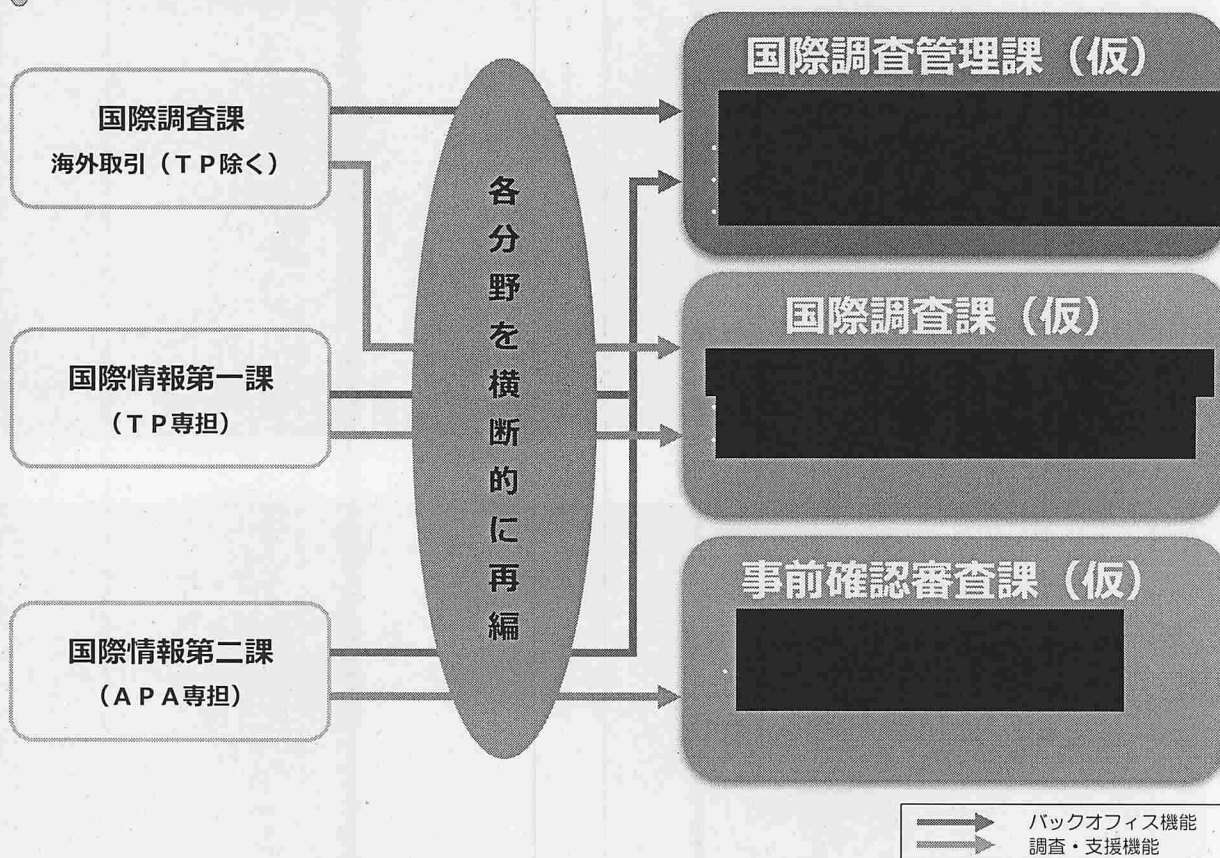 国際調査課
海外取引（ＴＰ除く）
国際情報第一課
（ＴＰ専担）
国際情報第二課
（ＡＰＡ専担）
各分野を横断的に再編
国際調査管理課（仮）
国際調査課（仮）
事前確認審査課（仮）
バックオフィス機能
調査・支援機能